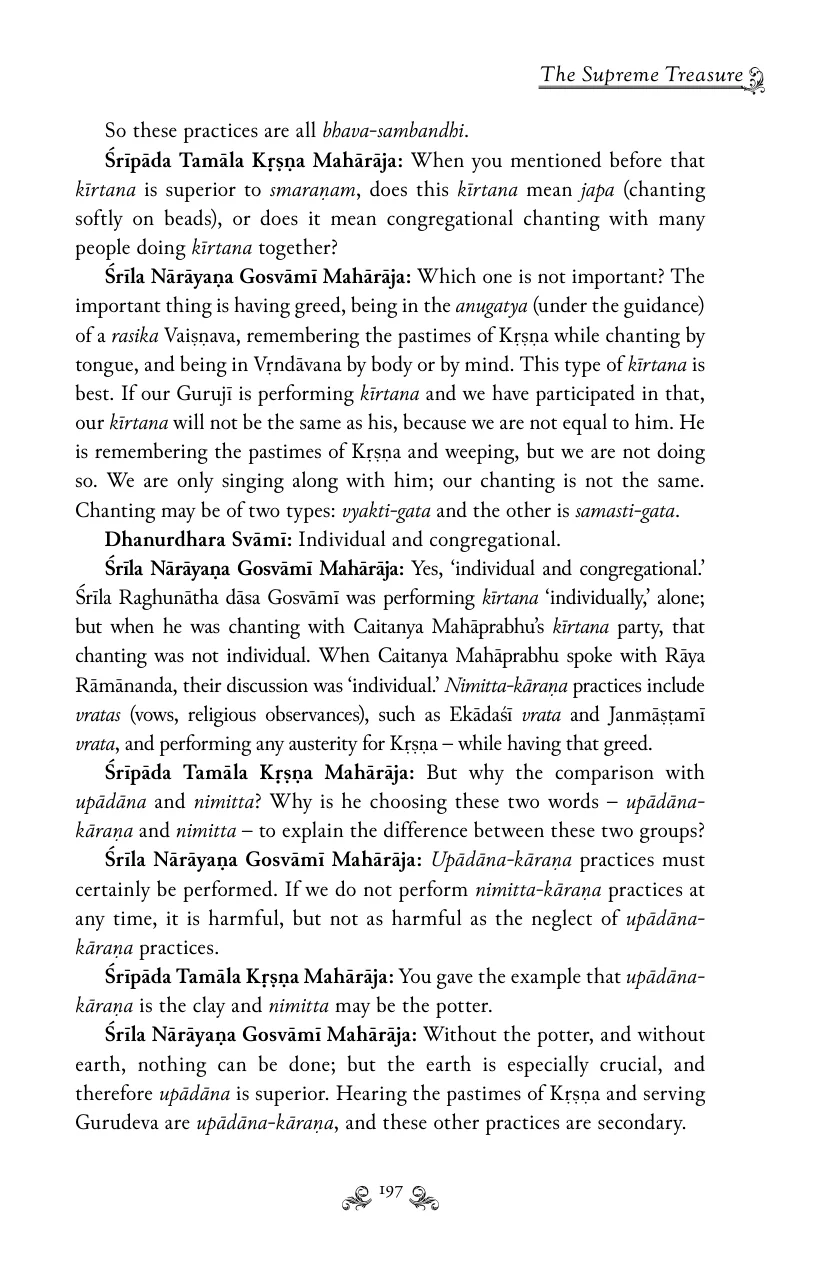 The Supreme Treasure
So these practices are all bhava-sambandhi.
Śrīpāda Tamāla Kṛṣṇa Mahārāja: When you mentioned before that
kīrtana is superior to smaraṇam, does this kīrtana mean japa (chanting
softly on beads), or does it mean congregational chanting with many
people doing kīrtana together?
Śrīla Nārāyaṇa Gosvāmī Mahārāja: Which one is not important? The
important thing is having greed, being in the anugatya (under the guidance)
of a rasika Vaiṣṇava, remembering the pastimes of Kṛṣṇa while chanting by
tongue, and being in Vṛndāvana by body or by mind. This type of kīrtana is
best. If our Gurujī is performing kīrtana and we have participated in that,
our kīrtana will not be the same as his, because we are not equal to him. He
is remembering the pastimes of Kṛṣṇa and weeping, but we are not doing
so. We are only singing along with him; our chanting is not the same.
Chanting may be of two types: vyakti-gata and the other is samasti-gata.
Dhanurdhara Svāmī: Individual and congregational.
Śrīla Nārāyaṇa Gosvāmī Mahārāja: Yes, ‘individual and congregational.’
Śrīla Raghunātha dāsa Gosvāmī was performing kīrtana ‘individually,’ alone;
but when he was chanting with Caitanya Mahāprabhu’s kīrtana party, that
chanting was not individual. When Caitanya Mahāprabhu spoke with Rāya
Rāmānanda, their discussion was ‘individual.’ Nimitta-kāraṇa practices include
vratas (vows, religious observances), such as Ekādaśī vrata and Janmāṣṭamī
vrata, and performing any austerity for Kṛṣṇa – while having that greed.
Śrīpāda Tamāla Kṛṣṇa Mahārāja: But why the comparison with
upādāna and nimitta? Why is he choosing these two words – upādāna-
kāraṇa and nimitta – to explain the difference between these two groups?
Śrīla Nārāyaṇa Gosvāmī Mahārāja: Upādāna-kāraṇa practices must
certainly be performed. If we do not perform nimitta-kāraṇa practices at
any time, it is harmful, but not as harmful as the neglect of upādāna-
kāraṇa practices.
Śrīpāda Tamāla Kṛṣṇa Mahārāja: You gave the example that upādāna-
kāraṇa is the clay and nimitta may be the potter.
Śrīla Nārāyaṇa Gosvāmī Mahārāja: Without the potter, and without
earth, nothing can be done; but the earth is especially crucial, and
therefore upādāna is superior. Hearing the pastimes of Kṛṣṇa and serving
Gurudeva are upādāna-kāraṇa, and these other practices are secondary.
197